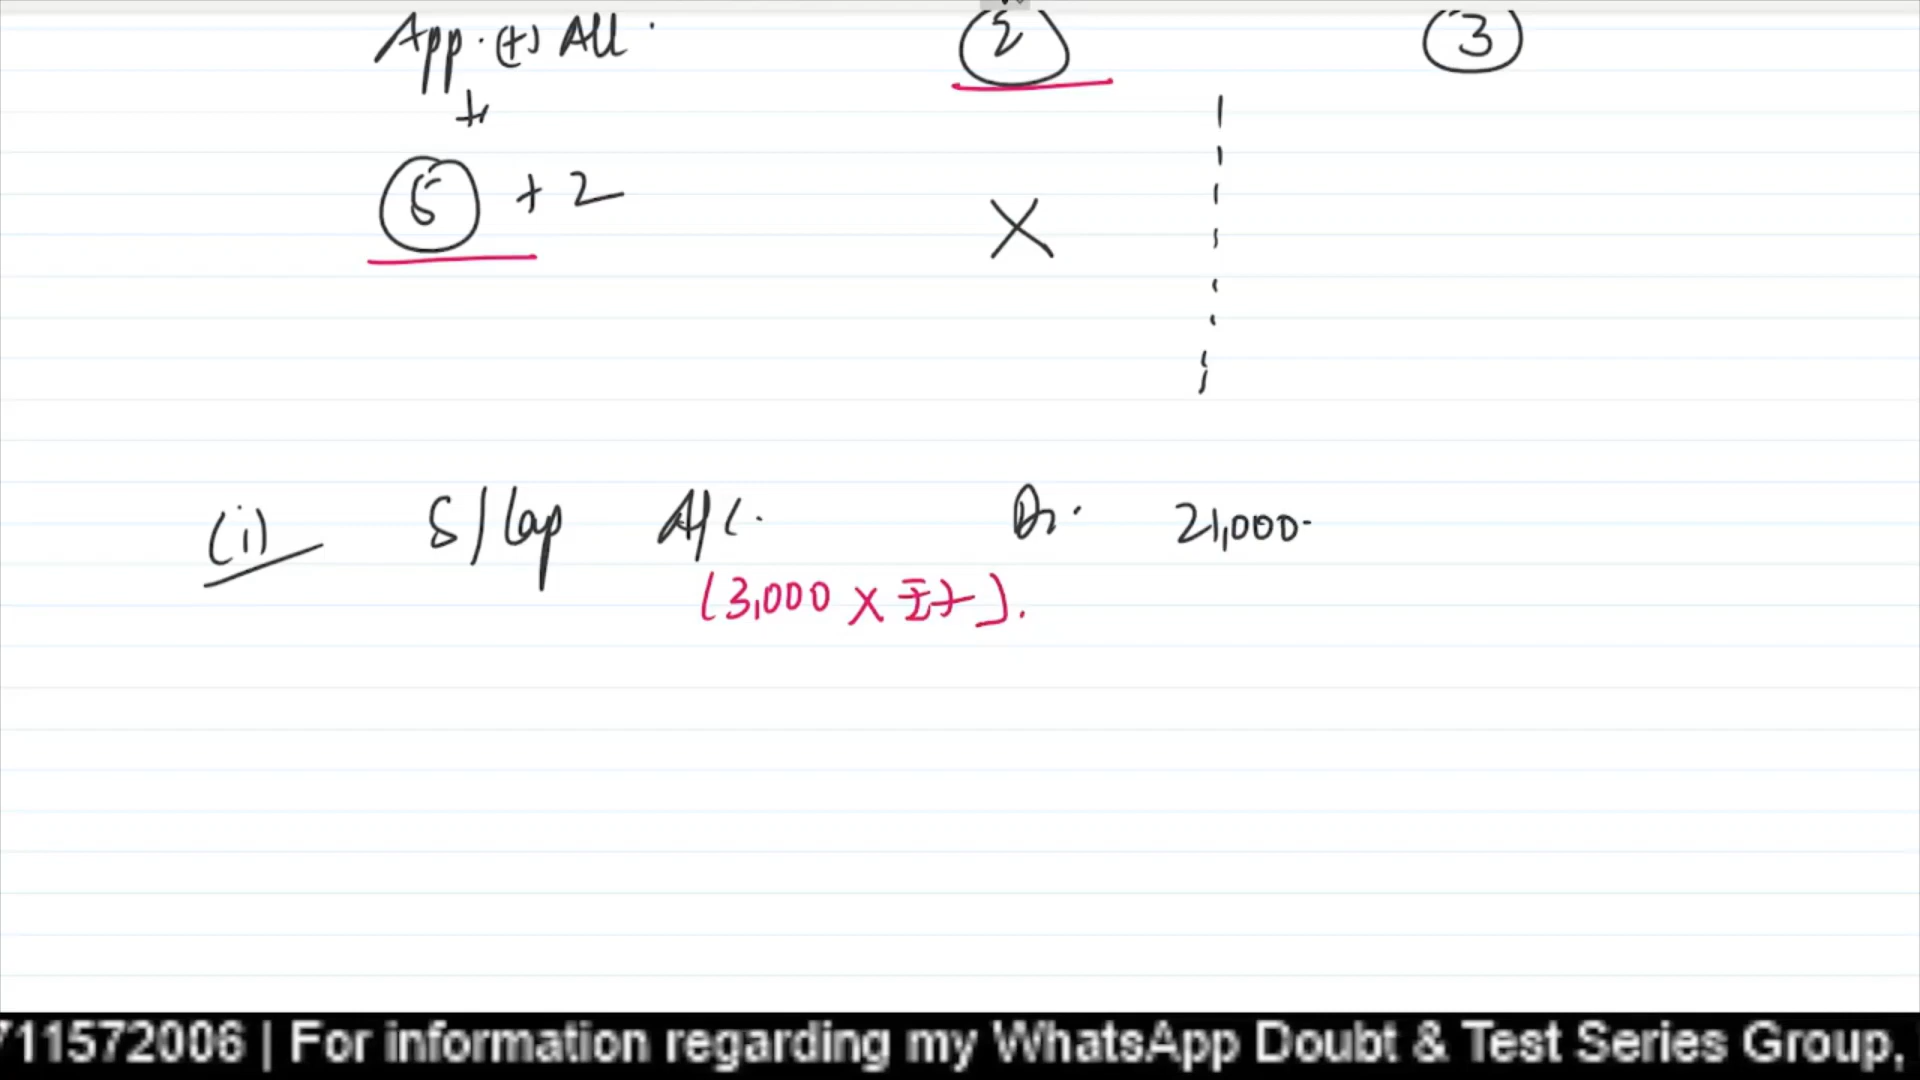 App. (+) All. ② ③
↓
⑤ + 2 X
(i) S/Cap A/c. Dr. 21,000.
[3,000 X ₹7].
711572006 | For information regarding my WhatsApp Doubt & Test Series Group,